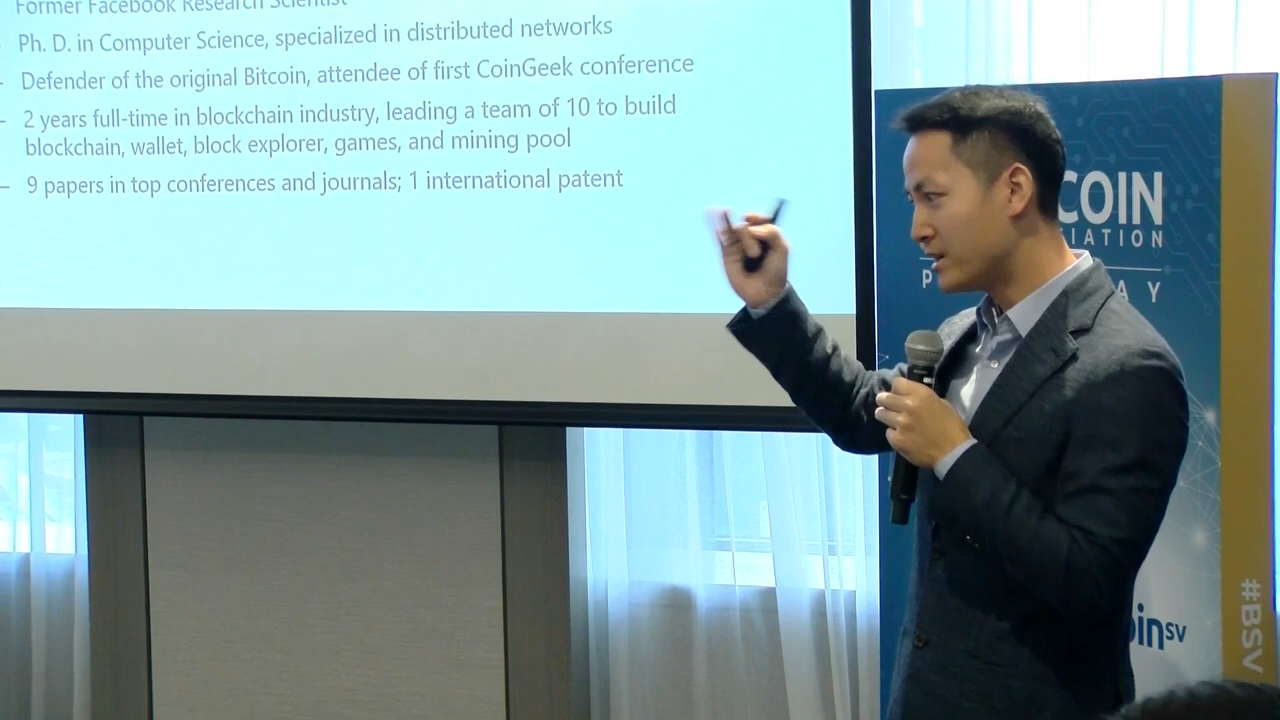 Former Facebook Research Scientist
- Ph. D. in Computer Science, specialized in distributed networks
- Defender of the original Bitcoin, attendee of first CoinGeek conference
- 2 years full-time in blockchain industry, leading a team of 10 to build
blockchain, wallet, block explorer, games, and mining pool
- 9 papers in top conferences and journals; 1 international patent
COIN
IATION
P AY
oinsv
#BSV